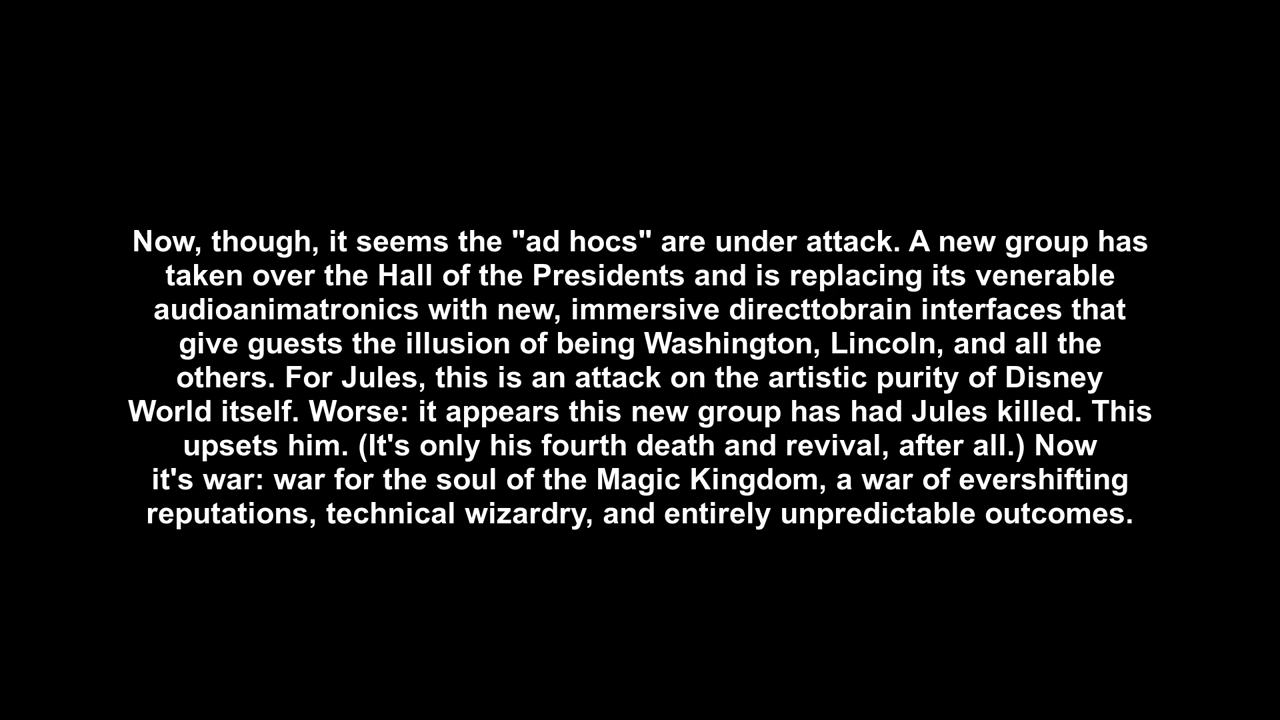 Now, though, it seems the "ad hocs" are under attack. A new group has
taken over the Hall of the Presidents and is replacing its venerable
audioanimatronics with new, immersive directtobrain interfaces that
give guests the illusion of being Washington, Lincoln, and all the
others. For Jules, this is an attack on the artistic purity of Disney
World itself. Worse: it appears this new group has had Jules killed. This
upsets him. (It's only his fourth death and revival, after all.) Now
it's war: war for the soul of the Magic Kingdom, a war of evershifting
reputations, technical wizardry, and entirely unpredictable outcomes.